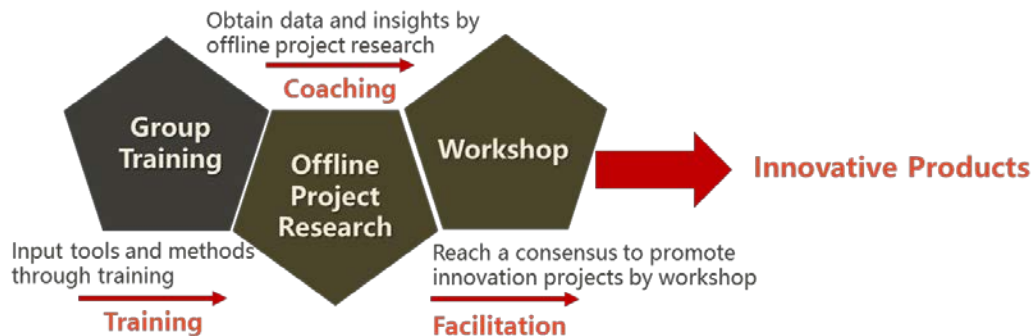 Obtain data and insights by
offline project research
Coaching
Group
Training
Offline
Project
Research
Workshop
Innovative Products
Input tools and methods
through training
Training
Reach a consensus to promote
innovation projects by workshop
Facilitation